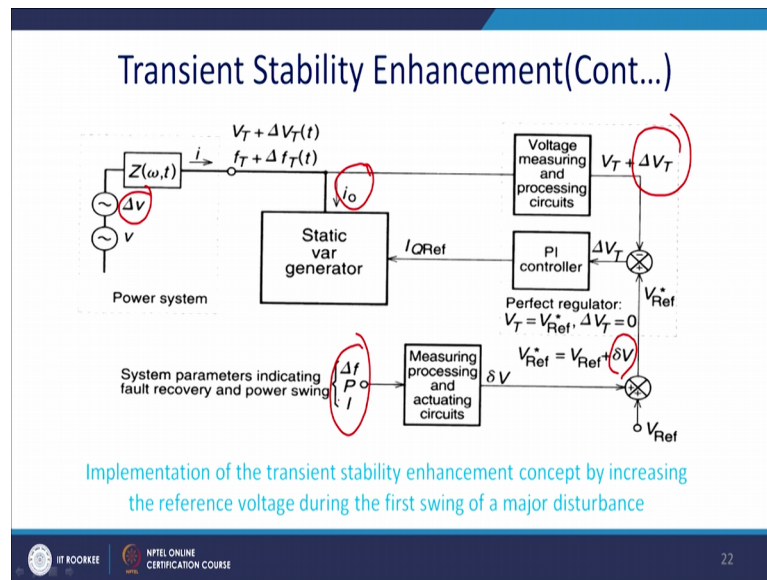 Transient Stability Enhancement(Cont...)
V_T + ΔV_T(t)
f_T + Δf_T(t)
i
Z(ω,t)
Δv
v
Power system
i_o
Static
var
generator
Voltage
measuring
and
processing
circuits
V_T + ΔV_T
I_QRef
PI
controller
ΔV_T
−
V*_Ref
Perfect regulator:
V_T = V*_Ref, ΔV_T = 0
V*_Ref = V_Ref + δV
System parameters indicating
fault recovery and power swing
Δf
P
I
Measuring
processing
and
actuating
circuits
δV
V_Ref
Implementation of the transient stability enhancement concept by increasing
the reference voltage during the first swing of a major disturbance
IIT ROORKEE
NPTEL ONLINE
CERTIFICATION COURSE
22